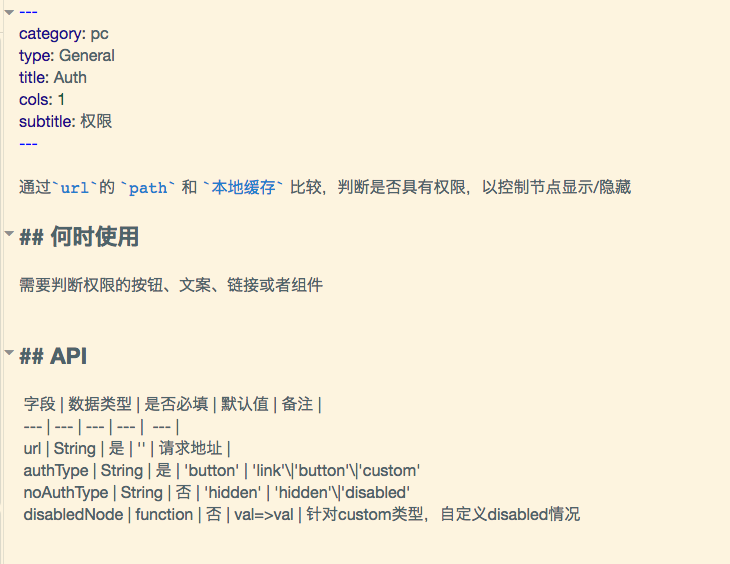 ---
category: pc
type: General
title: Auth
cols: 1
subtitle: 权限
---
通过`url`的 `path` 和 `本地缓存` 比较，判断是否具有权限，以控制节点显示/隐藏
## 何时使用
需要判断权限的按钮、文案、链接或者组件
## API
字段 | 数据类型 | 是否必填 | 默认值 | 备注 |
--- | --- | --- | --- | --- |
url | String | 是 | '' | 请求地址 |
authType | String | 是 | 'button' | 'link'\|'button'\|'custom'
noAuthType | String | 否 | 'hidden' | 'hidden'\|'disabled'
disabledNode | function | 否 | val=>val | 针对custom类型，自定义disabled情况